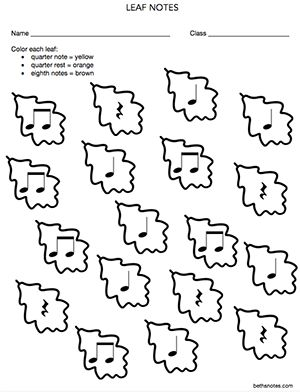 LEAF NOTES
Name Class
Color each leaf:
• quarter note = yellow
• quarter rest = orange
• eighth notes = brown
bethsnotes.com